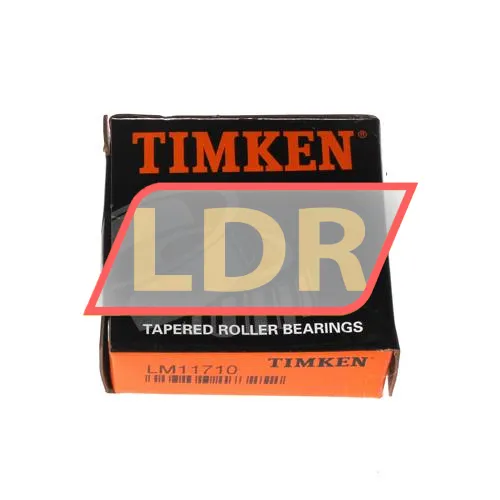 TIMKEN®
LDR
TAPERED ROLLER BEARINGS
LM11710 TIMKEN